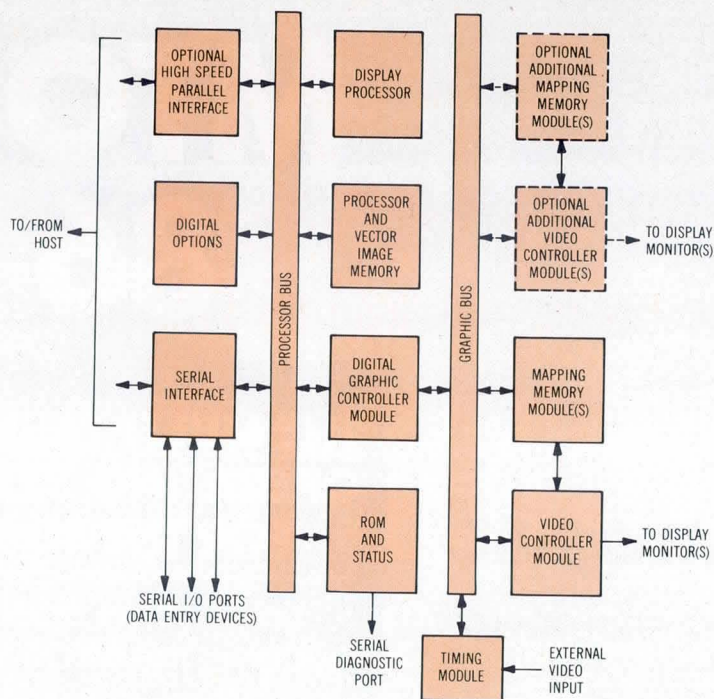 OPTIONAL
HIGH SPEED
PARALLEL
INTERFACE
DISPLAY
PROCESSOR
OPTIONAL
ADDITIONAL
MAPPING
MEMORY
MODULE(S)
TO/FROM
HOST
DIGITAL
OPTIONS
PROCESSOR BUS
PROCESSOR
AND
VECTOR
IMAGE
MEMORY
GRAPHIC BUS
OPTIONAL
ADDITIONAL
VIDEO
CONTROLLER
MODULE(S)
TO DISPLAY
MONITOR(S)
SERIAL
INTERFACE
DIGITAL
GRAPHIC
CONTROLLER
MODULE
MAPPING
MEMORY
MODULE(S)
ROM
AND
STATUS
VIDEO
CONTROLLER
MODULE
TO DISPLAY
MONITOR(S)
SERIAL I/O PORTS
(DATA ENTRY DEVICES)
SERIAL
DIAGNOSTIC
PORT
TIMING
MODULE
EXTERNAL
VIDEO
INPUT